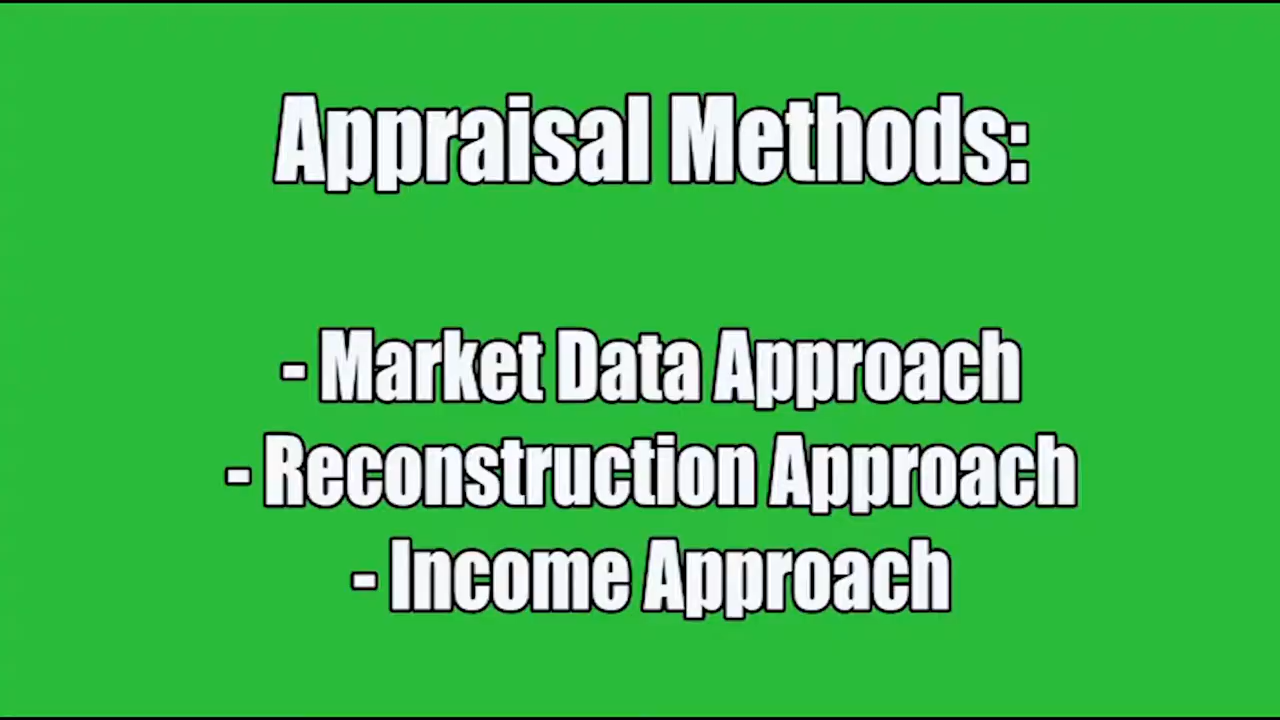 Appraisal Methods:
- Market Data Approach
- Reconstruction Approach
- Income Approach